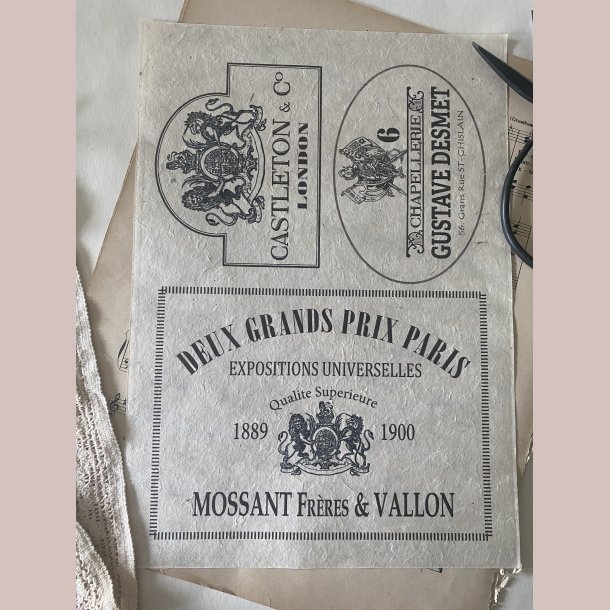 CASTLETON & Cº
LONDON
6
CHAPELLERIE
GUSTAVE DESMET
56, Grans Rue ST. GHISLAIN
DEUX GRANDS PRIX PARIS
EXPOSITIONS UNIVERSELLES
Qualite Superieure
1889 1900
MOSSANT FRÈRES & VALLON